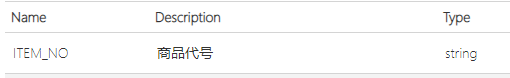 Name Description Type
ITEM_NO 商品代号 string